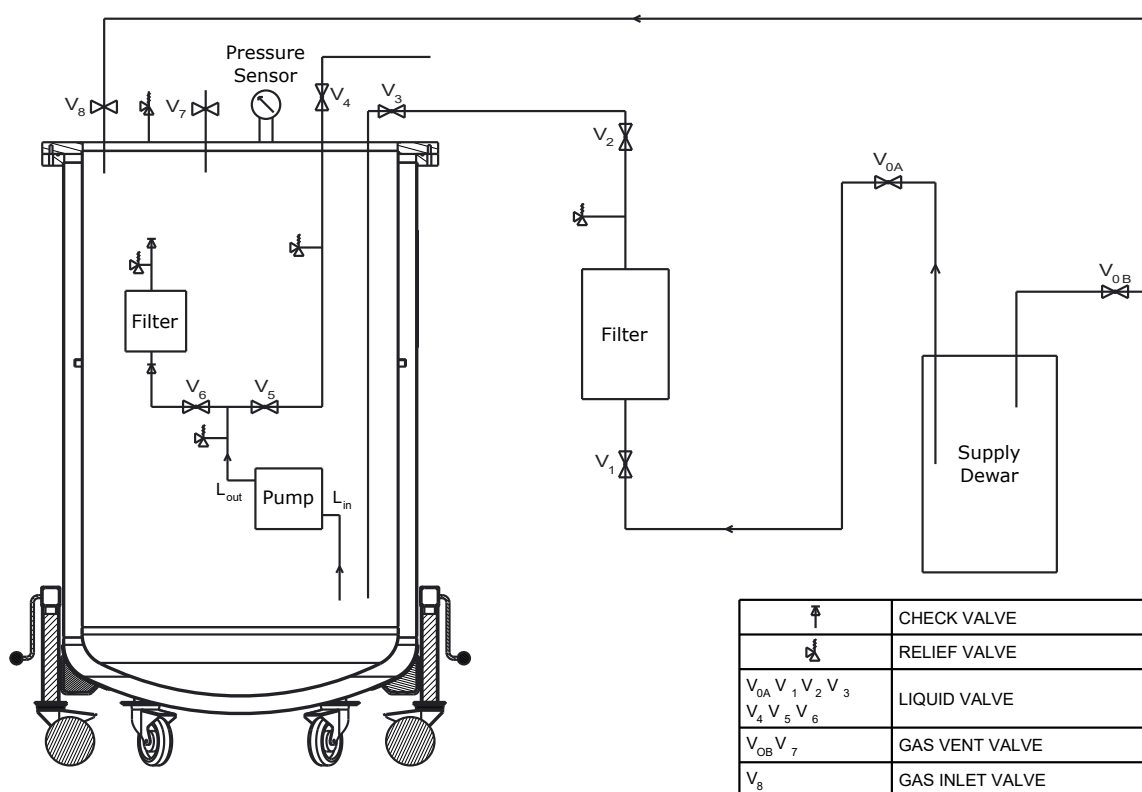 Pressure
Sensor
V8
V7
V4
V3
V2
V0A
V0B
Filter
Filter
V6
V5
V1
Lout
Pump
Lin
Supply
Dewar
CHECK VALVE
RELIEF VALVE
V0A V1 V2 V3
V4 V5 V6
LIQUID VALVE
VOB V7
GAS VENT VALVE
V8
GAS INLET VALVE